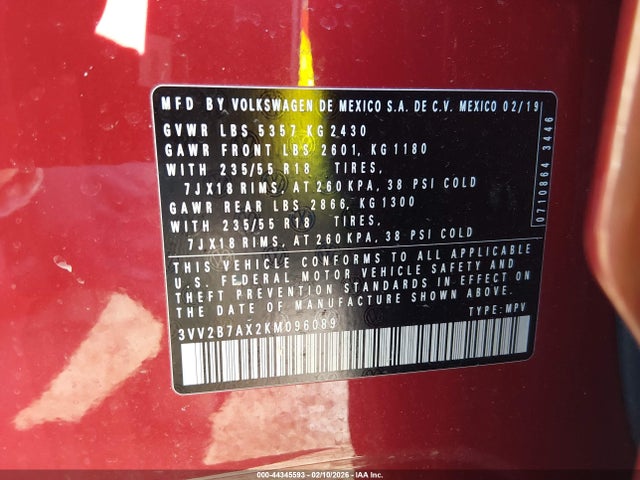 MFD BY VOLKSWAGEN DE MEXICO S.A. DE C.V. MEXICO 02/19
GVWR LBS 5357 KG 2430
GAWR FRONT LBS 2601, KG 1180
WITH 235/55 R18 TIRES,
7JX18 RIMS, AT 260 KPA, 38 PSI COLD
GAWR REAR LBS 2866, KG 1300
WITH 235/55 R18 TIRES,
7JX18 RIMS, AT 260 KPA, 38 PSI COLD
THIS VEHICLE CONFORMS TO ALL APPLICABLE
U.S. FEDERAL MOTOR VEHICLE SAFETY AND
THEFT PREVENTION STANDARDS IN EFFECT ON
THE DATE OF MANUFACTURE SHOWN ABOVE.
3VV2B7AX2KM096089 TYPE: MPV
0710864 3446
000-44345593 - 02/10/2026 - IAA Inc.